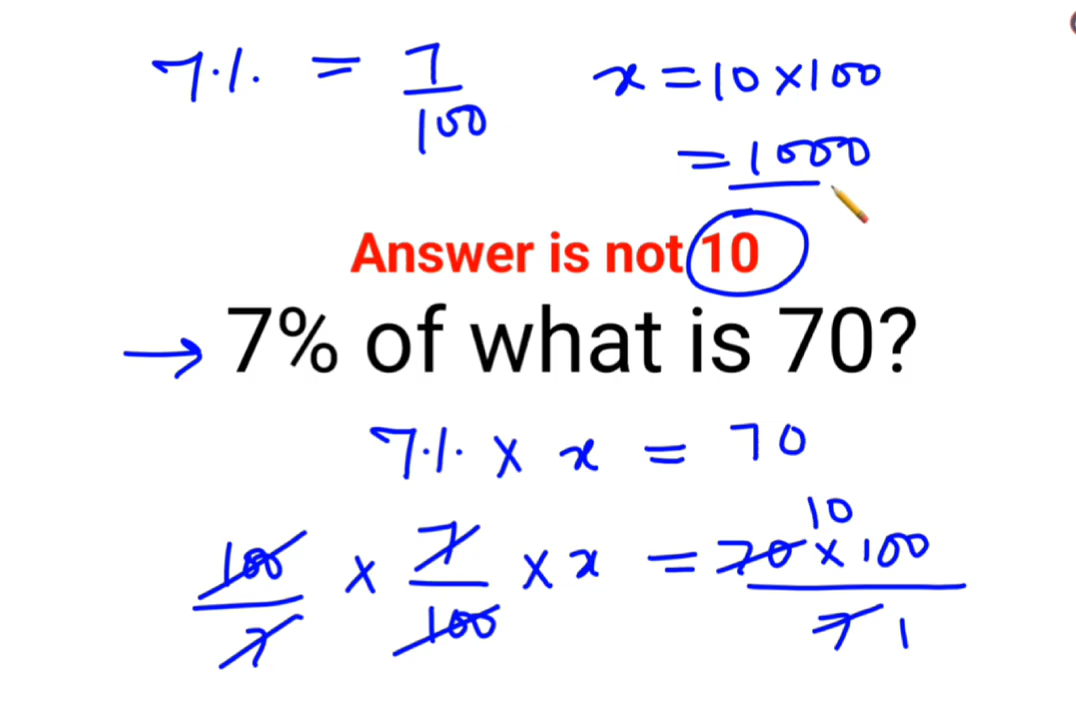 7% = 7/100
x = 10 × 100
= 1000
Answer is not 10
→ 7% of what is 70?
7% × x = 70
100/7 × 7/100 × x = 70 × 100 / 7
10
1